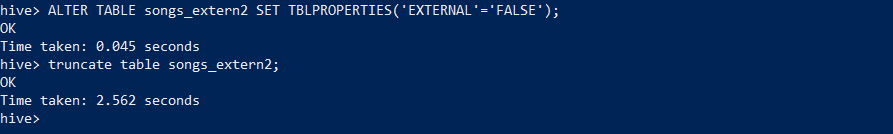 hive> ALTER TABLE songs_extern2 SET TBLPROPERTIES('EXTERNAL'='FALSE');
OK
Time taken: 0.045 seconds
hive> truncate table songs_extern2;
OK
Time taken: 2.562 seconds
hive>